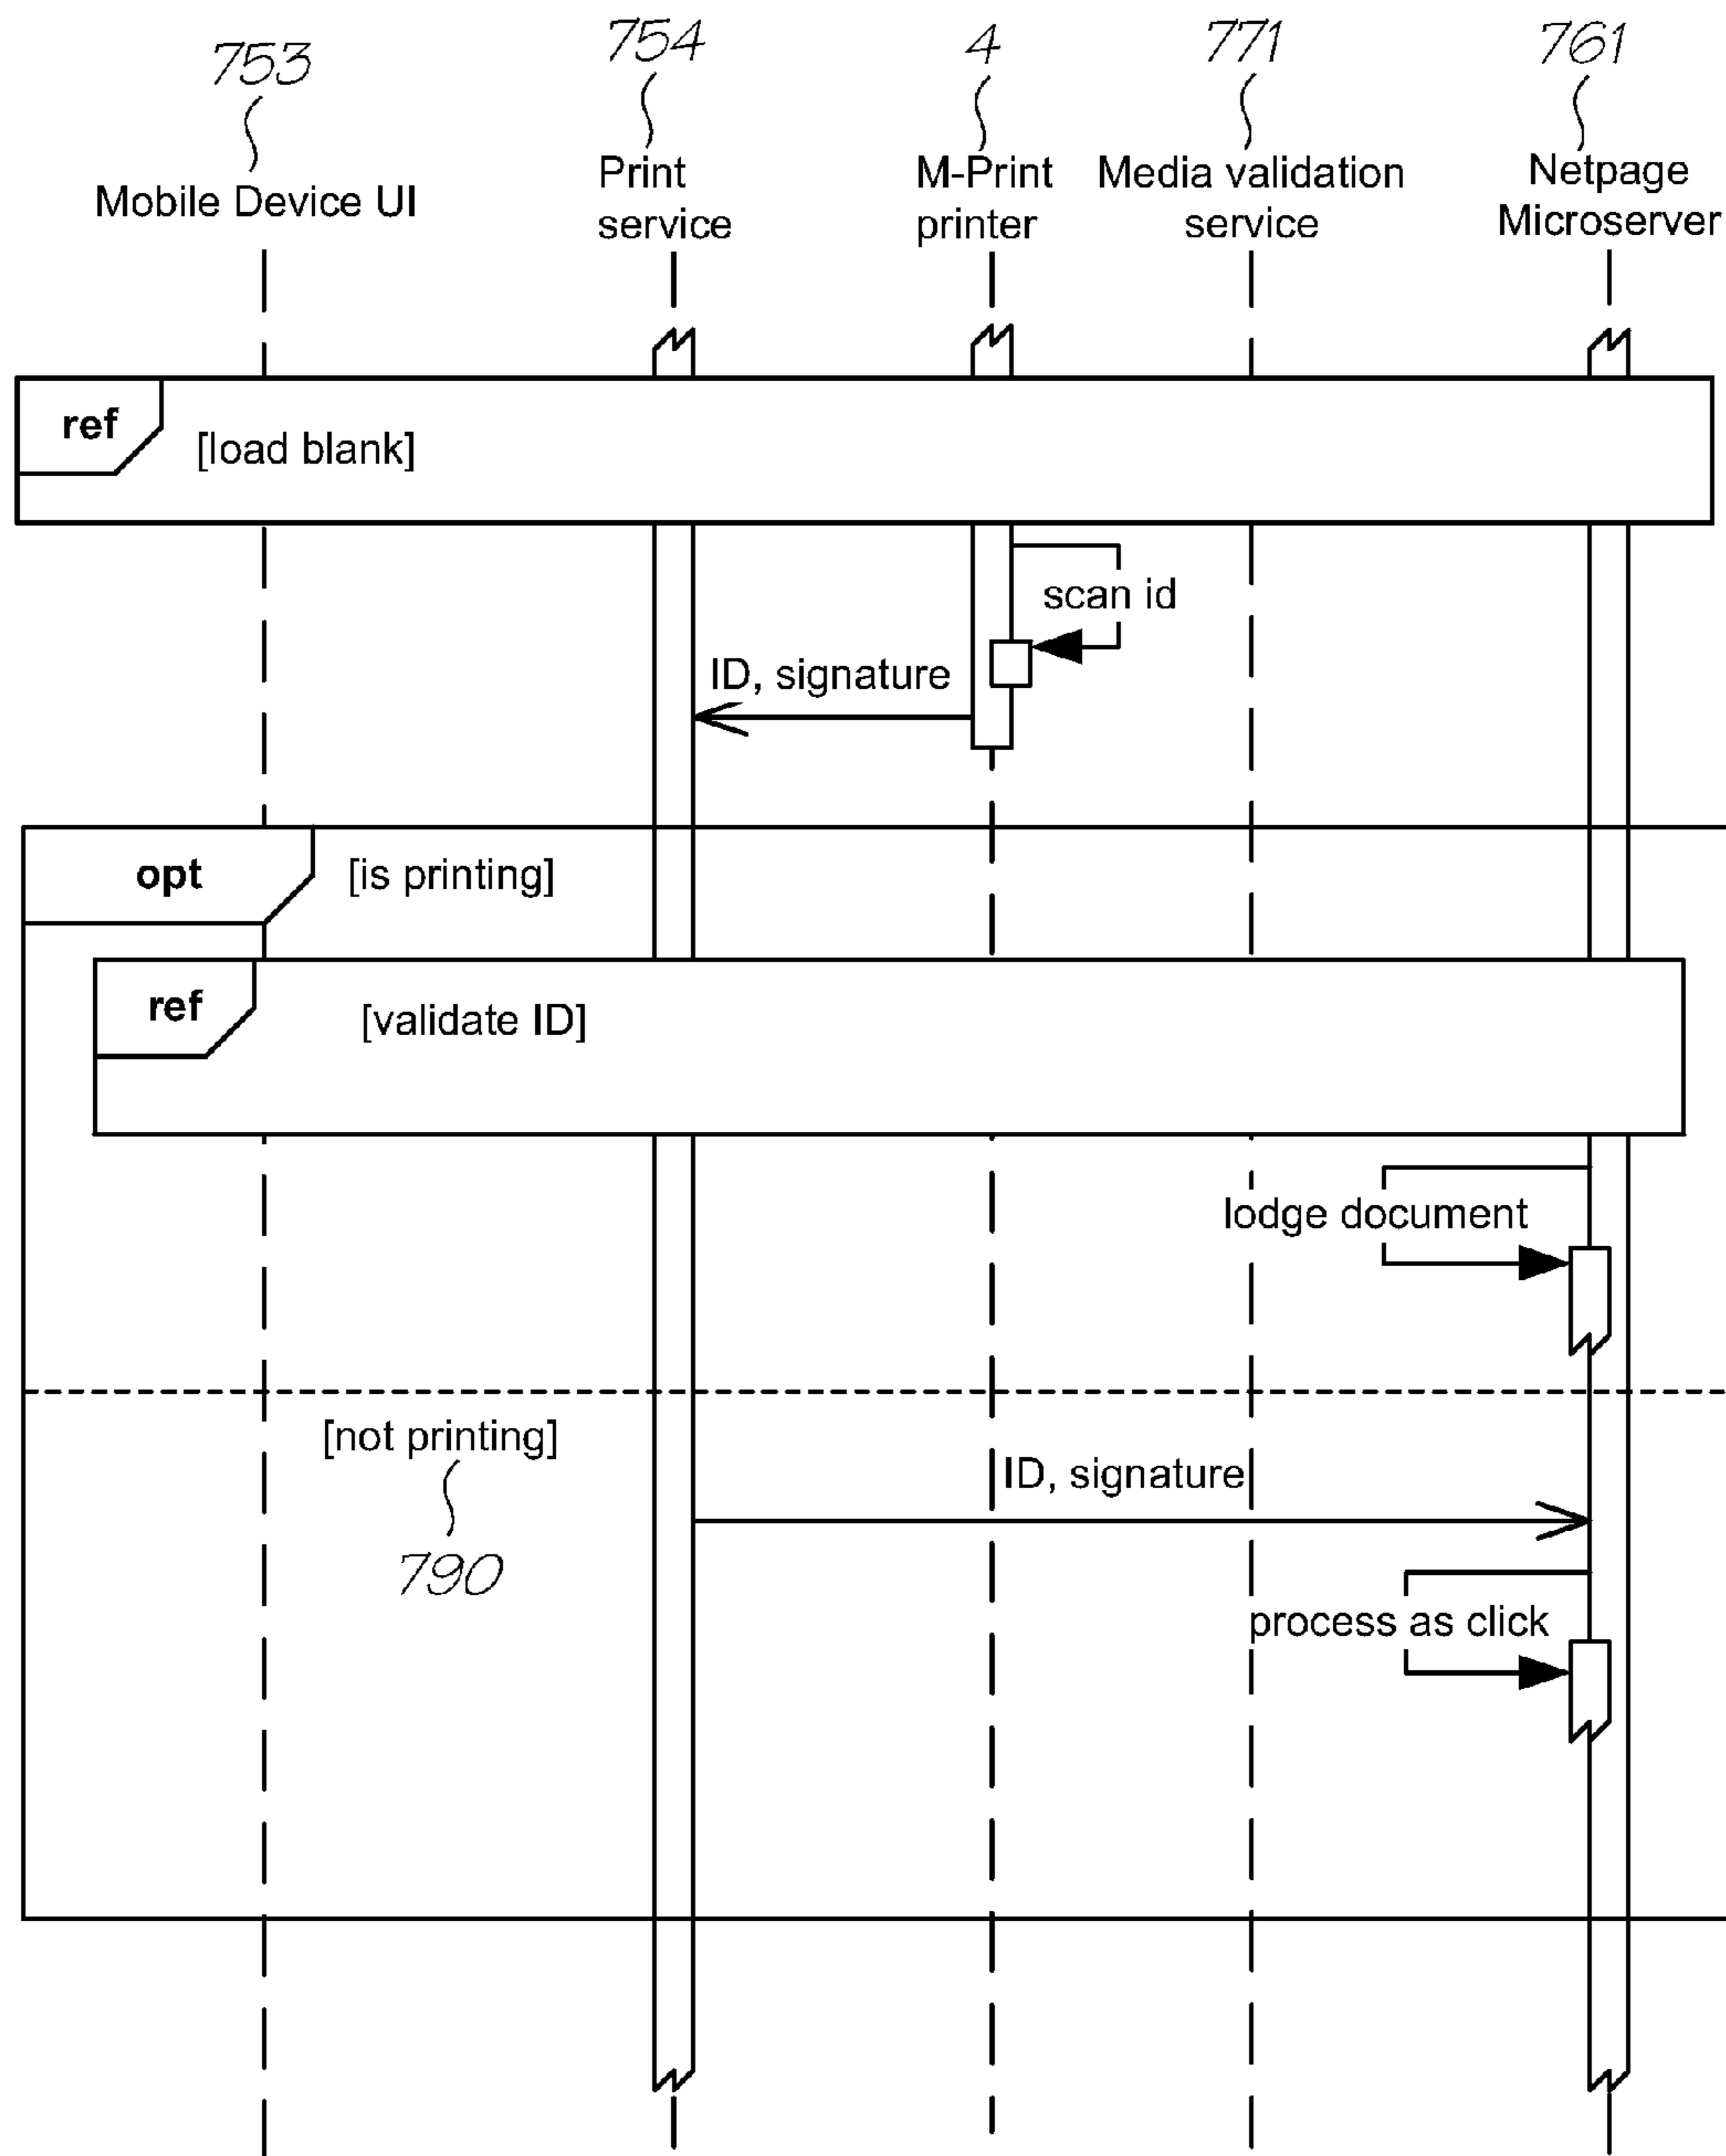 753
754
4
771
761
Mobile Device UI
Print
service
M-Print
printer
Media validation
service
Netpage
Microserver
ref
[load blank]
scan id
ID, signature
opt
[is printing]
ref
[validate ID]
lodge document
[not printing]
ID, signature
790
process as click